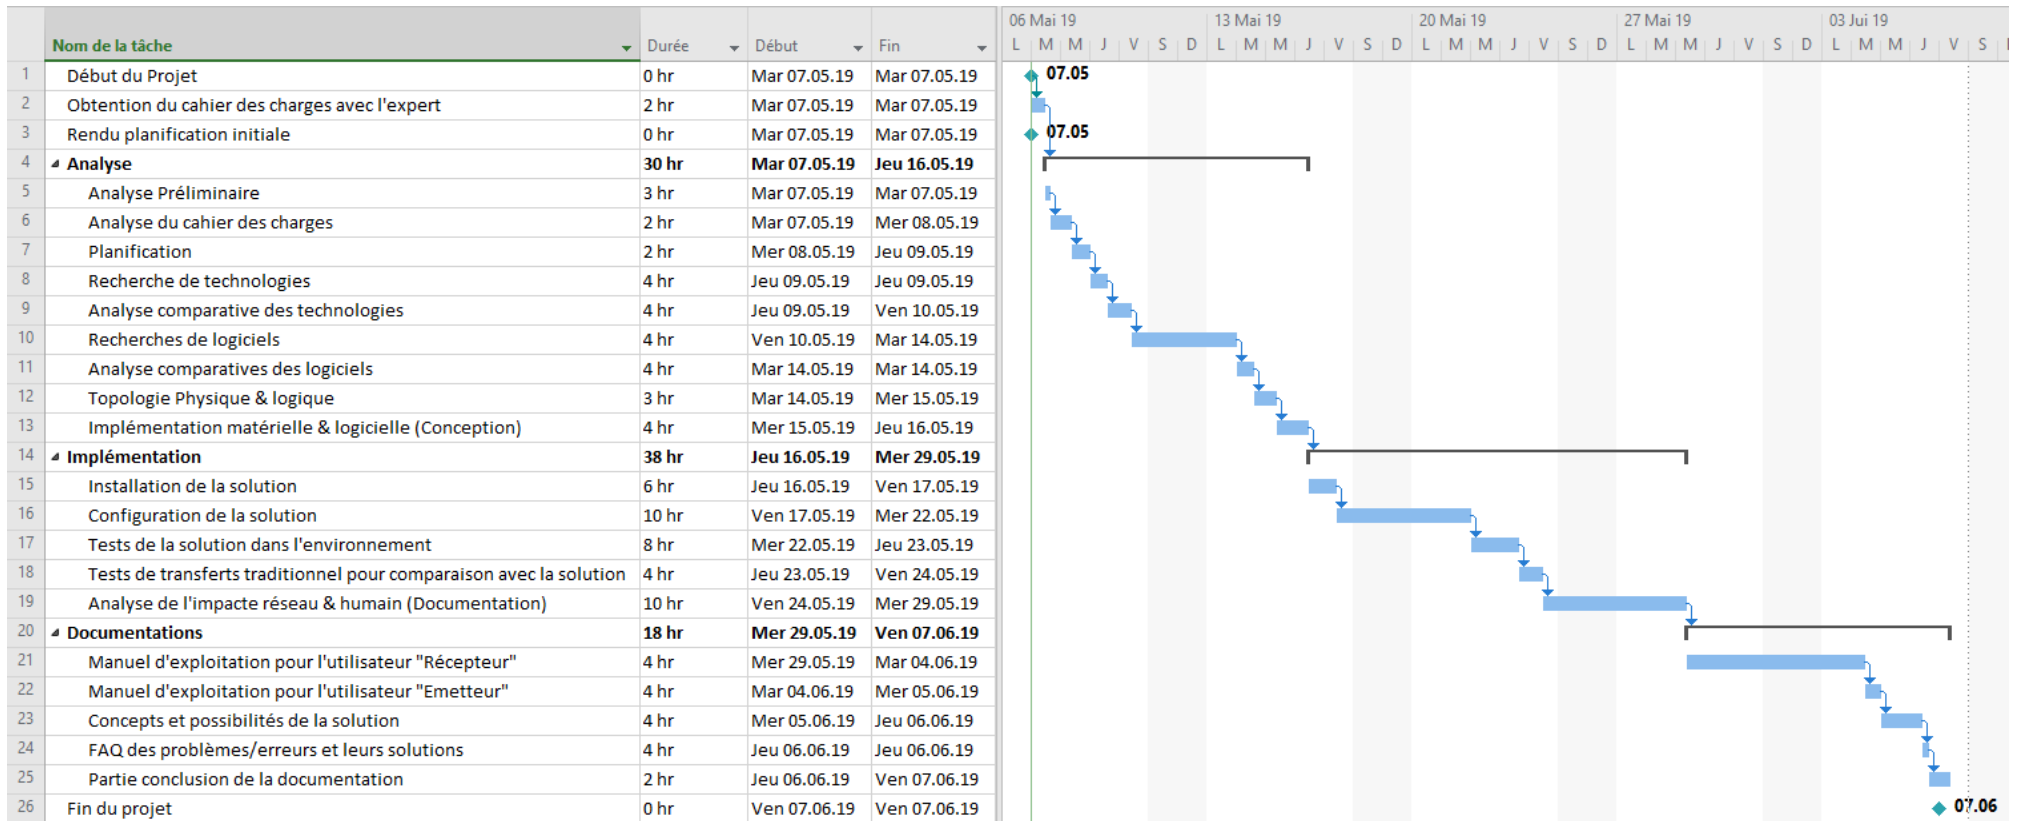 06 Mai 19 13 Mai 19 20 Mai 19 27 Mai 19 03 Jui 19
Nom de la tâche Durée Début Fin L M M J V S D L M M J V S D L M M J V S D L M M J V S D L M M J V S
1 Début du Projet 0 hr Mar 07.05.19 Mar 07.05.19 07.05
2 Obtention du cahier des charges avec l'expert 2 hr Mar 07.05.19 Mar 07.05.19
3 Rendu planification initiale 0 hr Mar 07.05.19 Mar 07.05.19 07.05
4 Analyse 30 hr Mar 07.05.19 Jeu 16.05.19
5 Analyse Préliminaire 3 hr Mar 07.05.19 Mar 07.05.19
6 Analyse du cahier des charges 2 hr Mar 07.05.19 Mer 08.05.19
7 Planification 2 hr Mer 08.05.19 Jeu 09.05.19
8 Recherche de technologies 4 hr Jeu 09.05.19 Jeu 09.05.19
9 Analyse comparative des technologies 4 hr Jeu 09.05.19 Ven 10.05.19
10 Recherches de logiciels 4 hr Ven 10.05.19 Mar 14.05.19
11 Analyse comparatives des logiciels 4 hr Mar 14.05.19 Mar 14.05.19
12 Topologie Physique & logique 3 hr Mar 14.05.19 Mer 15.05.19
13 Implémentation matérielle & logicielle (Conception) 4 hr Mer 15.05.19 Jeu 16.05.19
14 Implémentation 38 hr Jeu 16.05.19 Mer 29.05.19
15 Installation de la solution 6 hr Jeu 16.05.19 Ven 17.05.19
16 Configuration de la solution 10 hr Ven 17.05.19 Mer 22.05.19
17 Tests de la solution dans l'environnement 8 hr Mer 22.05.19 Jeu 23.05.19
18 Tests de transferts traditionnel pour comparaison avec la solution 4 hr Jeu 23.05.19 Ven 24.05.19
19 Analyse de l'impacte réseau & humain (Documentation) 10 hr Ven 24.05.19 Mer 29.05.19
20 Documentations 18 hr Mer 29.05.19 Ven 07.06.19
21 Manuel d'exploitation pour l'utilisateur "Récepteur" 4 hr Mer 29.05.19 Mar 04.06.19
22 Manuel d'exploitation pour l'utilisateur "Emetteur" 4 hr Mar 04.06.19 Mer 05.06.19
23 Concepts et possibilités de la solution 4 hr Mer 05.06.19 Jeu 06.06.19
24 FAQ des problèmes/erreurs et leurs solutions 4 hr Jeu 06.06.19 Jeu 06.06.19
25 Partie conclusion de la documentation 2 hr Jeu 06.06.19 Ven 07.06.19
26 Fin du projet 0 hr Ven 07.06.19 Ven 07.06.19 07.06